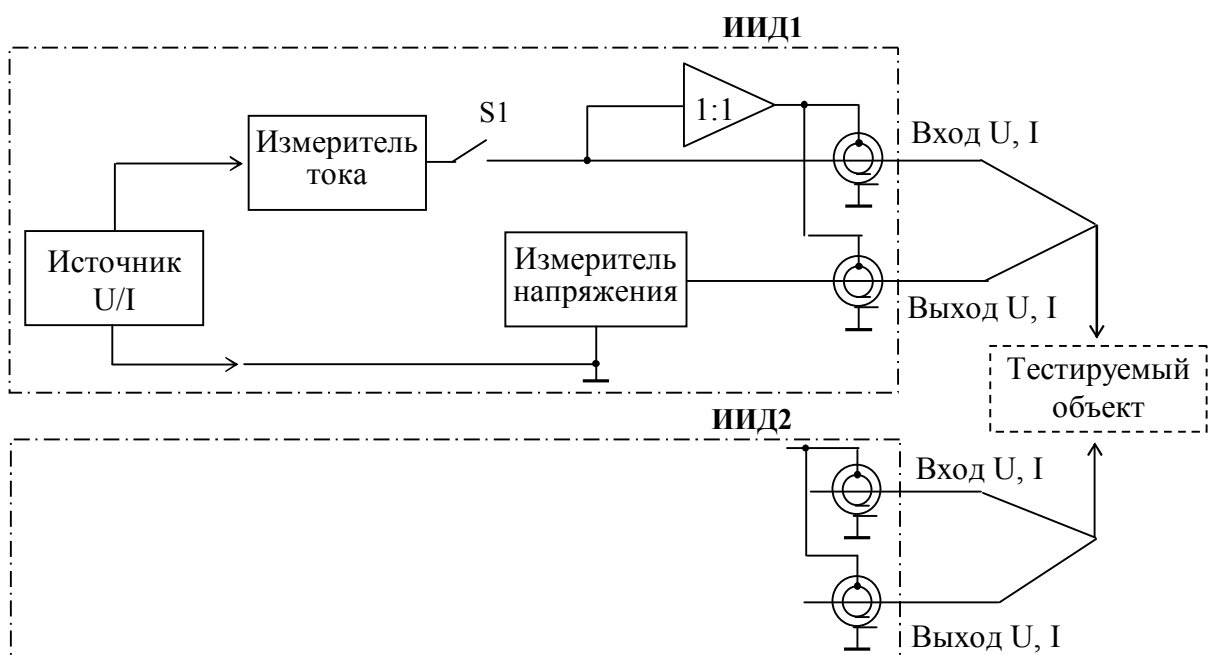 ИИД1
1:1
S1
Вход U, I
Измеритель
тока
Источник
U/I
Измеритель
напряжения
Выход U, I
Тестируемый
объект
ИИД2
Вход U, I
Выход U, I